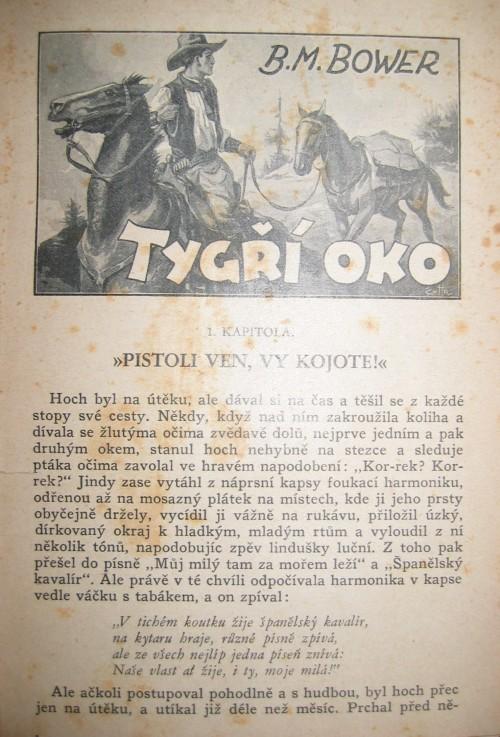 B.M. BOWER
TYGŘÍ OKO
1. KAPITOLA.
»PISTOLI VEN, VY KOJOTE!«
Hoch byl na útěku, ale dával si na čas a těšil se z každé
stopy své cesty. Někdy, když nad ním zakroužila koliha a
dívala se žlutýma očima zvědavě dolů, nejprve jedním a pak
druhým okem, stanul hoch nehybně na stezce a sleduje
ptáka očima zavolal ve hravém napodobení: „Kor-rek? Kor-
rek?" Jindy zase vytáhl z náprsní kapsy foukací harmoniku,
odřenou až na mosazný plátek na místech, kde ji jeho prsty
obyčejně držely, vycídil ji vážně na rukávu, přiložil úzký,
dírkovaný okraj k hladkým, mladým rtům a vyloudil z ní
několik tónů, napodobujíc zpěv lindušky luční. Z toho pak
přešel do písně „Můj milý tam za mořem leží" a „Španělský
kavalír". Ale právě v té chvíli odpočívala harmonika v kapse
vedle váčku s tabákem, a on zpíval:
„V tichém koutku žije španělský kavalír,
na kytaru hraje, různé písně zpívá,
ale ze všech nejlíp jedna píseň znívá:
Naše vlast ať žije, i ty, moje milá!"
Ale ačkoli postupoval pohodlně a s hudbou, byl hoch přec
jen na útěku, a utíkal již déle než měsíc. Prchal před ně-